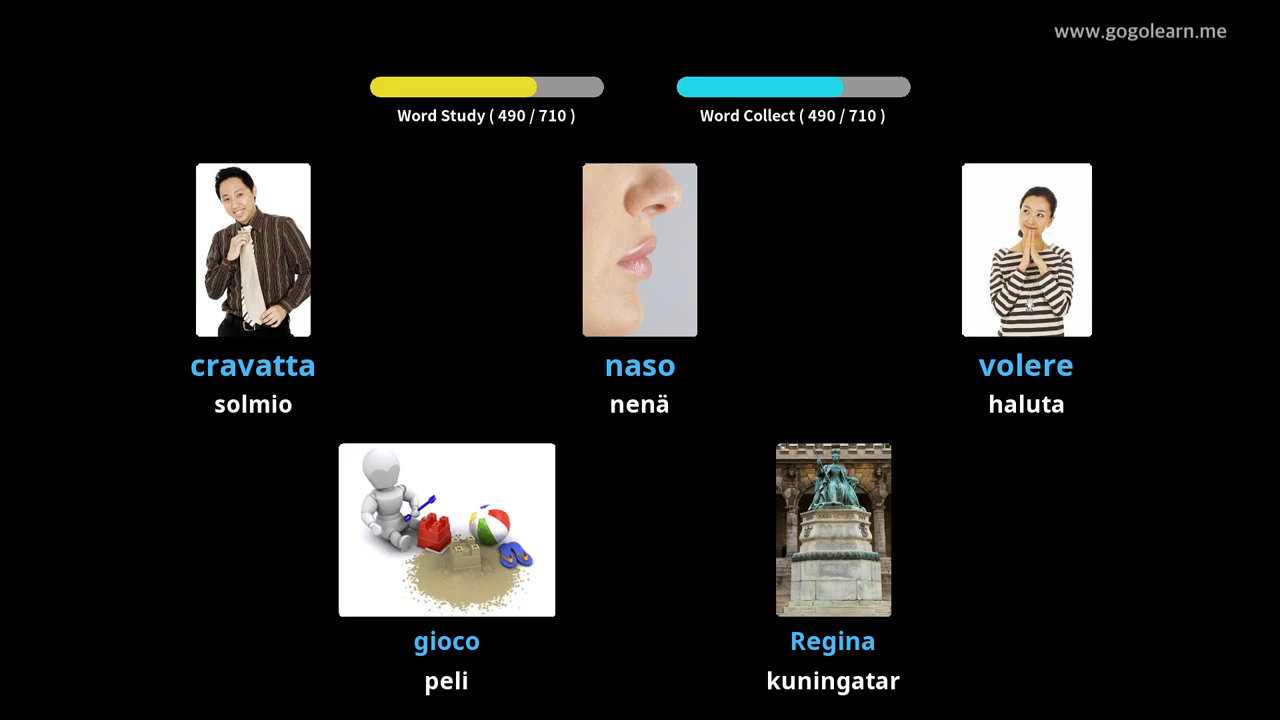 www.gogolearn.me
Word Study ( 490 / 710 )
Word Collect ( 490 / 710 )
cravatta
solmio
naso
nenä
volere
haluta
gioco
peli
Regina
kuningatar